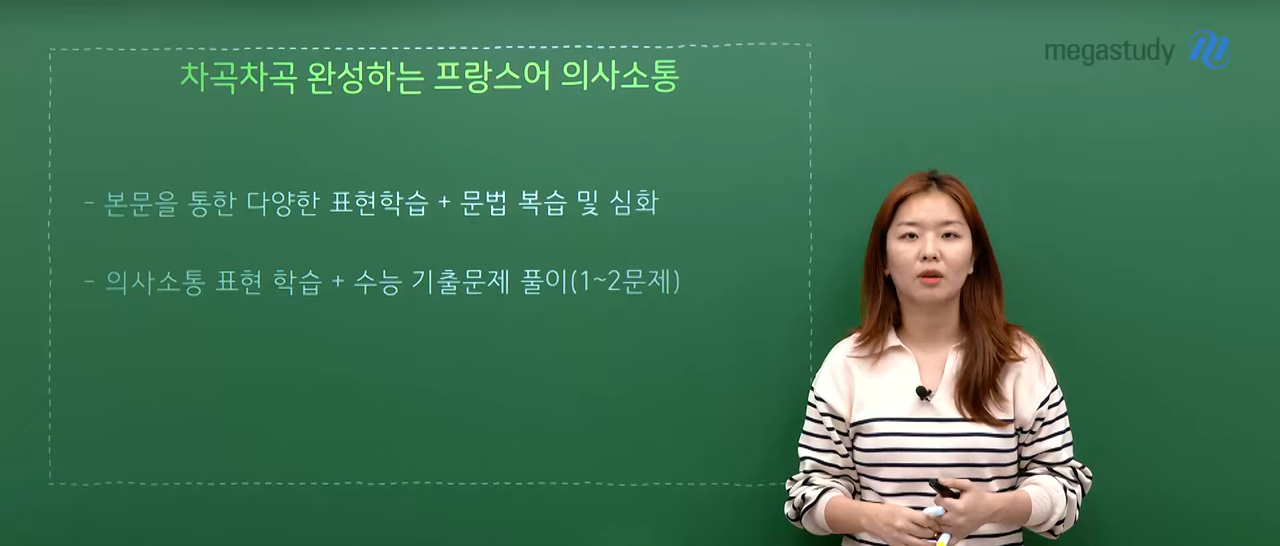 megastudy
차곡차곡 완성하는 프랑스어 의사소통
- 본문을 통한 다양한 표현학습 + 문법 복습 및 심화
- 의사소통 표현 학습 + 수능 기출문제 풀이(1~2문제)